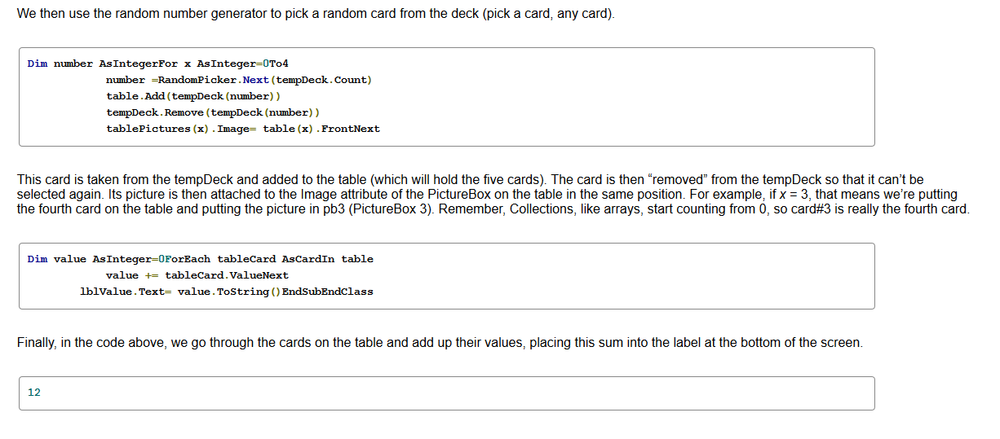 We then use the random number generator to pick a random card from the deck (pick a card, any card).
Dim number AsIntegerFor x AsInteger=0To4
number =RandomPicker.Next(tempDeck.Count)
table.Add(tempDeck(number))
tempDeck.Remove(tempDeck(number))
tablePictures(x).Image= table(x).FrontNext
This card is taken from the tempDeck and added to the table (which will hold the five cards). The card is then “removed” from the tempDeck so that it can’t be
selected again. Its picture is then attached to the Image attribute of the PictureBox on the table in the same position. For example, if x = 3, that means we’re putting
the fourth card on the table and putting the picture in pb3 (PictureBox 3). Remember, Collections, like arrays, start counting from 0, so card#3 is really the fourth card.
Dim value AsInteger=0ForEach tableCard AsCardIn table
value += tableCard.ValueNext
lblValue.Text= value.ToString()EndSubEndClass
Finally, in the code above, we go through the cards on the table and add up their values, placing this sum into the label at the bottom of the screen.
12